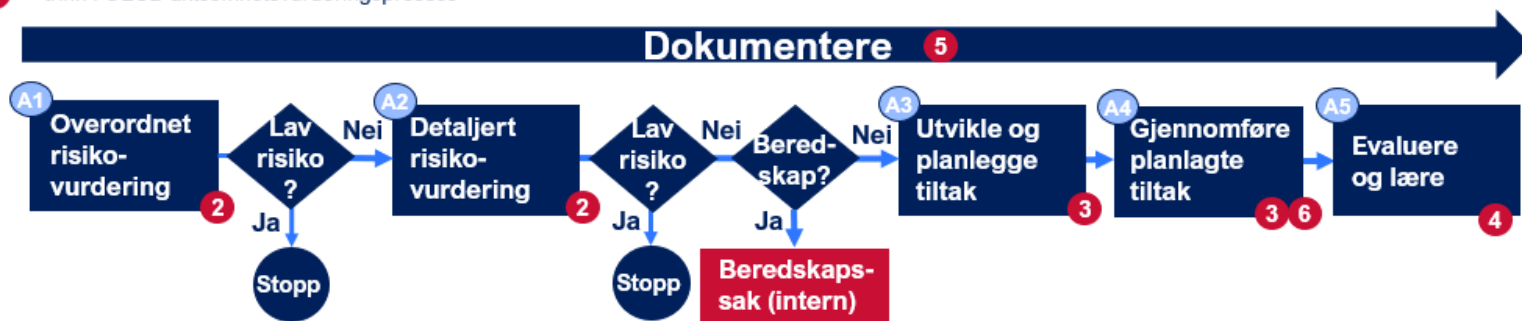 Dokumentere 5
A1
Overordnet
risiko-
vurdering
2
Lav
risiko
?
Nei
Ja
Stopp
A2
Detaljert
risiko-
vurdering
2
Lav
risiko
?
Nei
Ja
Stopp
Bered-
skap?
Nei
Ja
Beredskaps-
sak (intern)
A3
Utvikle og
planlegge
tiltak
3
A4
Gjennomføre
planlagte
tiltak
3 6
A5
Evaluere
og lære
4